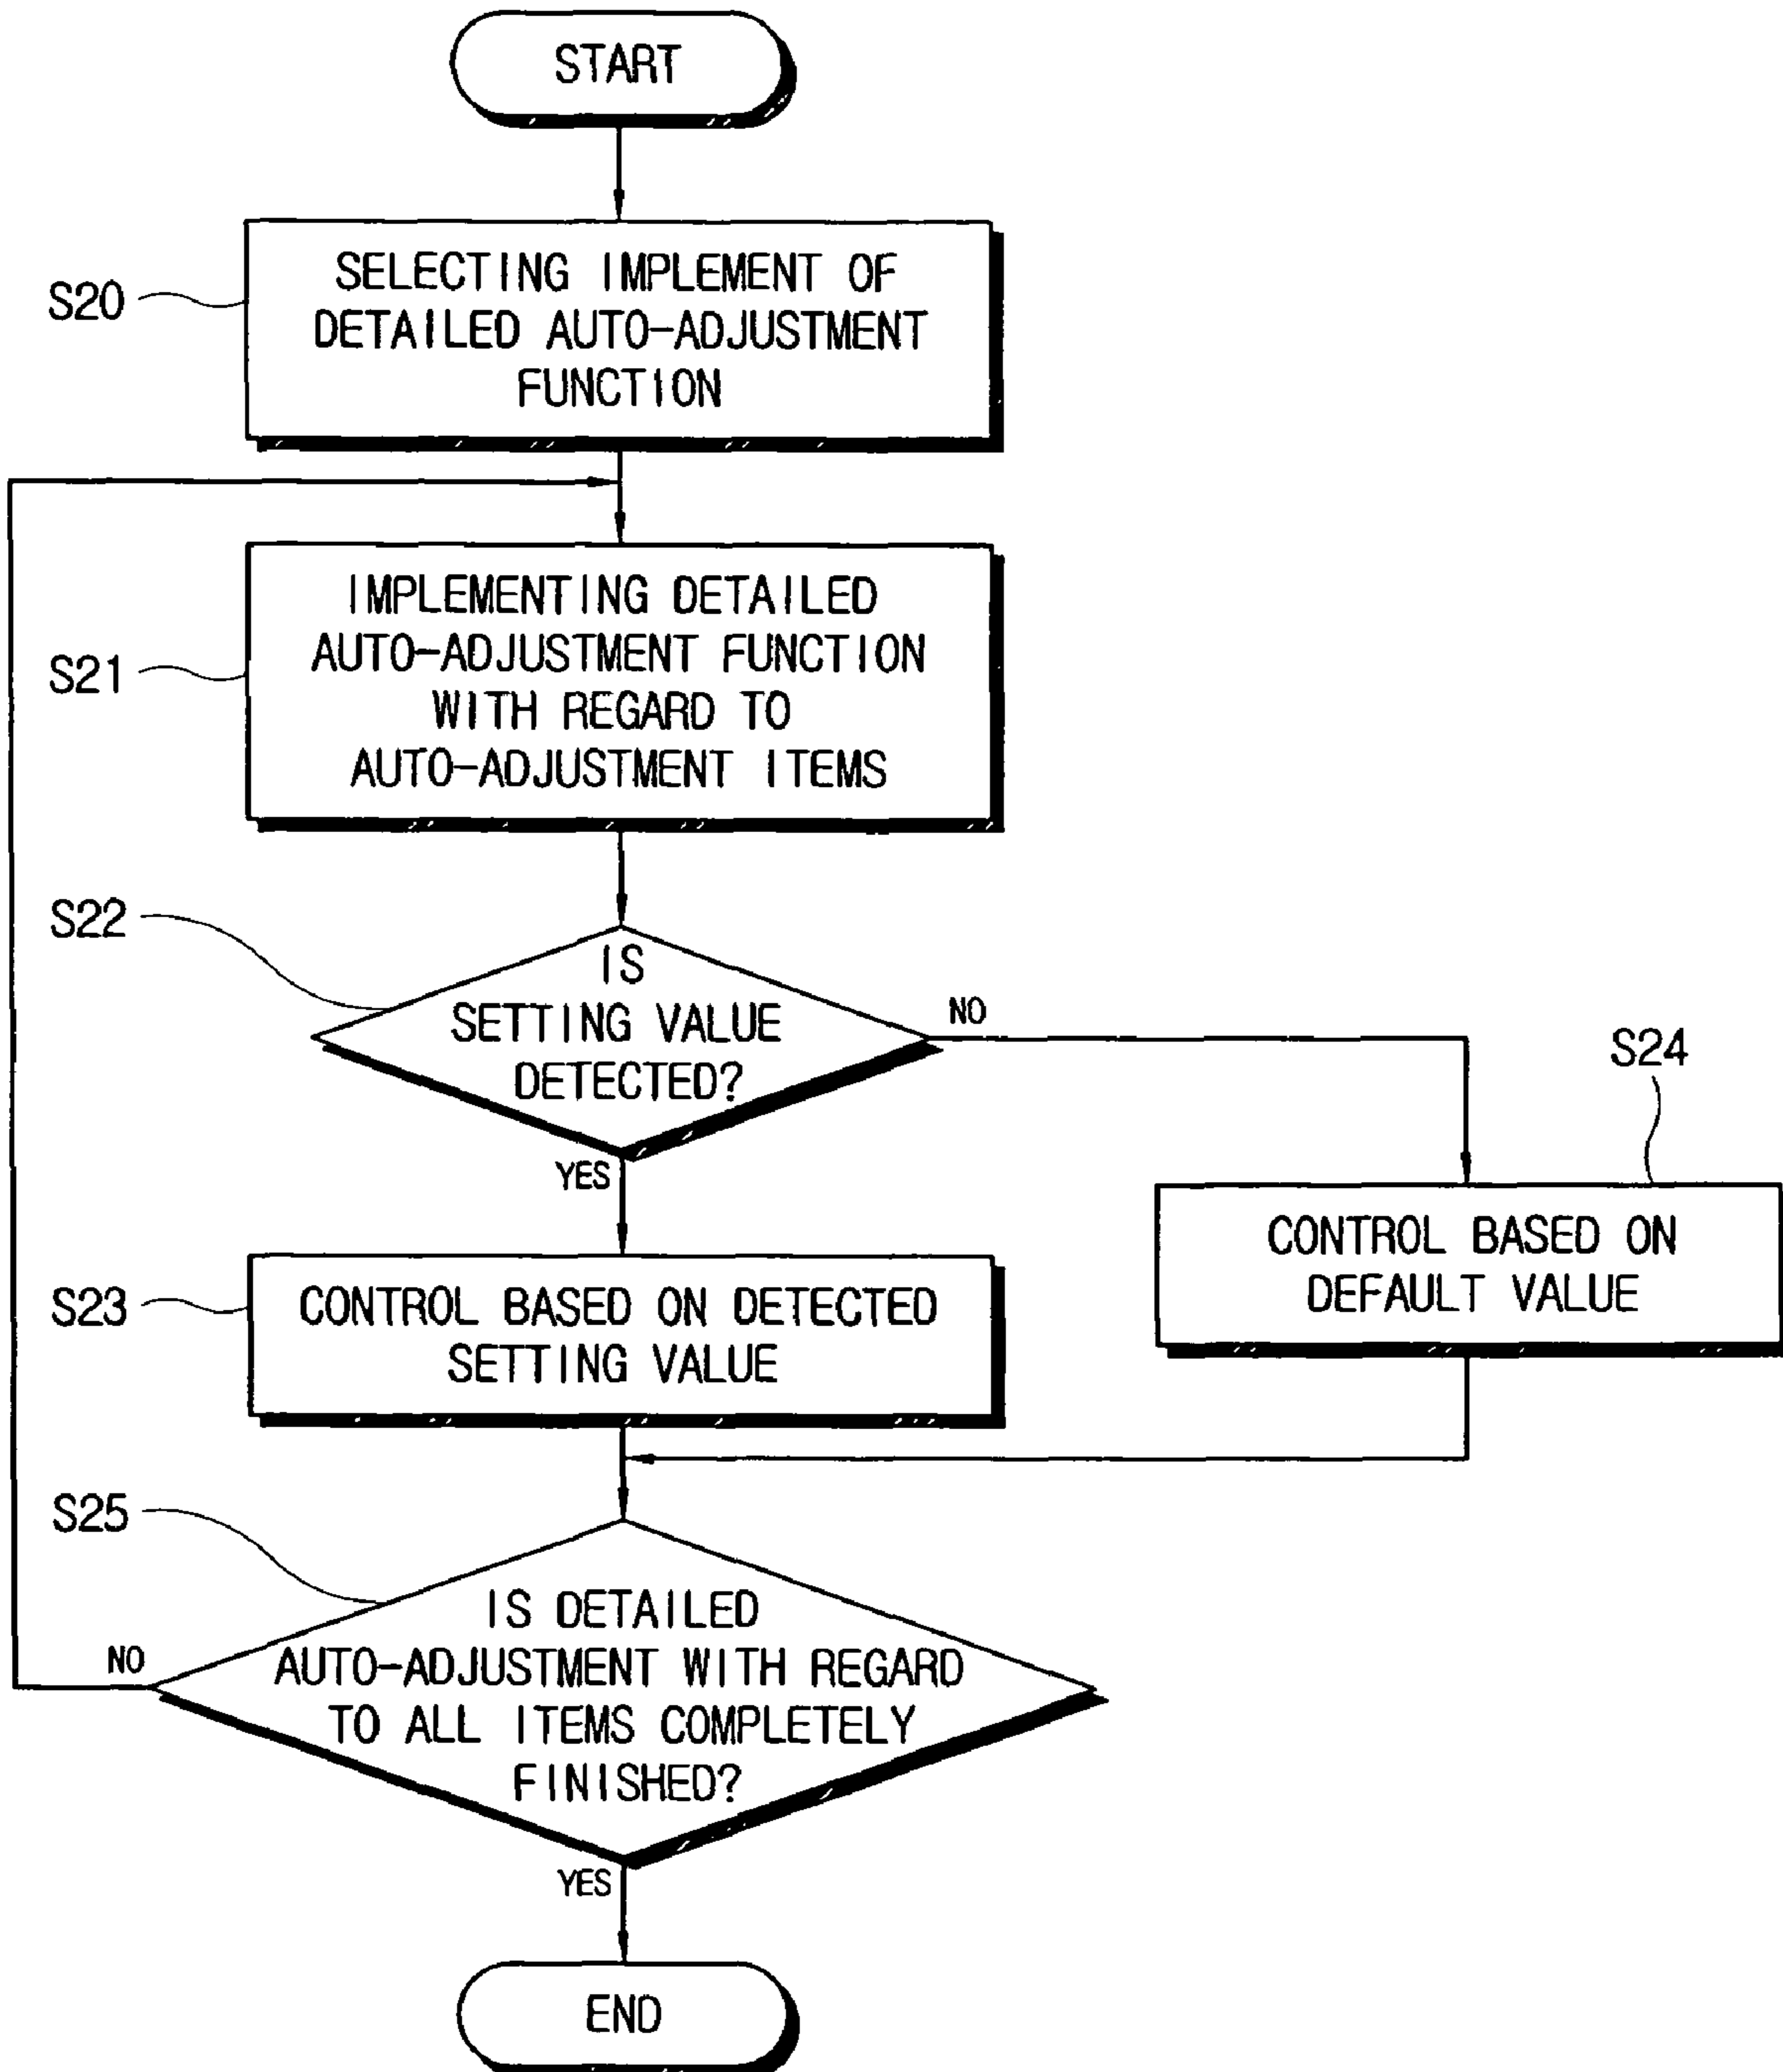 START
S20
SELECTING IMPLEMENT OF
DETAILED AUTO-ADJUSTMENT
FUNCTION
S21
IMPLEMENTING DETAILED
AUTO-ADJUSTMENT FUNCTION
WITH REGARD TO
AUTO-ADJUSTMENT ITEMS
S22
IS
SETTING VALUE
DETECTED?
NO
YES
S24
CONTROL BASED ON
DEFAULT VALUE
S23
CONTROL BASED ON DETECTED
SETTING VALUE
S25
IS DETAILED
AUTO-ADJUSTMENT WITH REGARD
TO ALL ITEMS COMPLETELY
FINISHED?
NO
YES
END